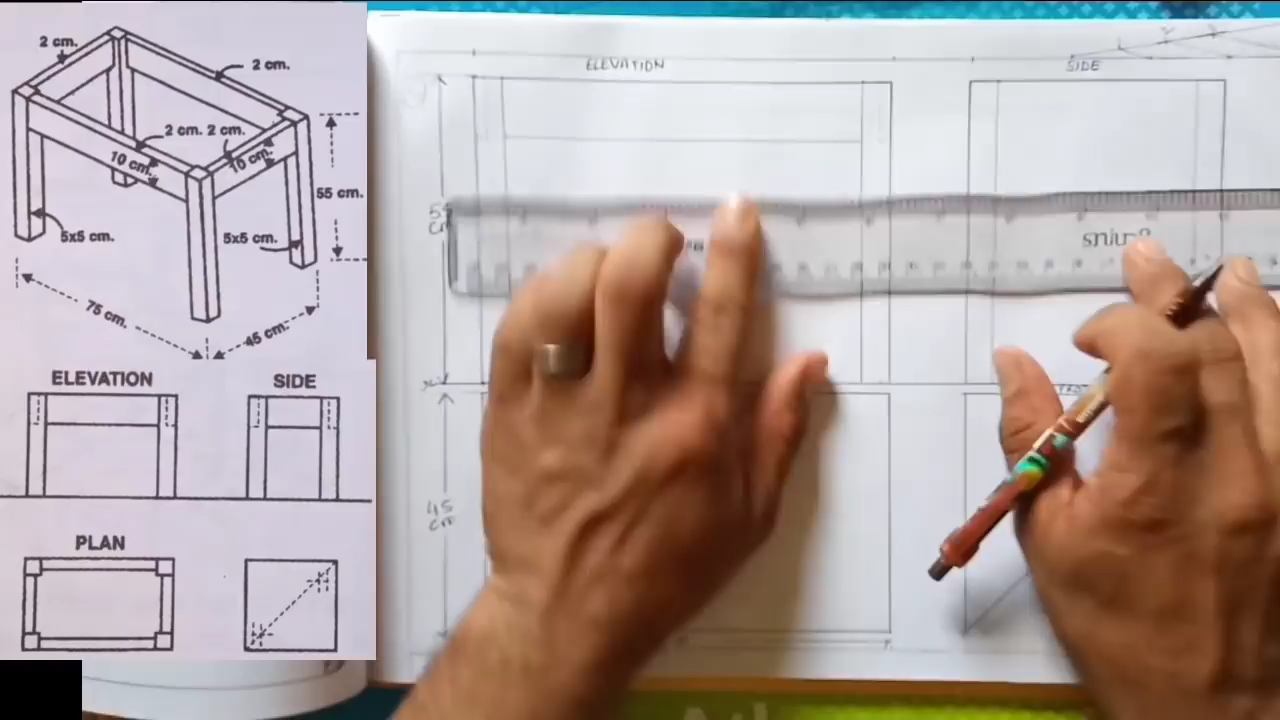 2 cm.
2 cm.
2 cm. 2 cm.
10 cm.
10 cm.
55 cm.
5x5 cm.
5x5 cm.
75 cm.
45 cm.
ELEVATION
SIDE
PLAN
ELEVATION
SIDE
45
cm